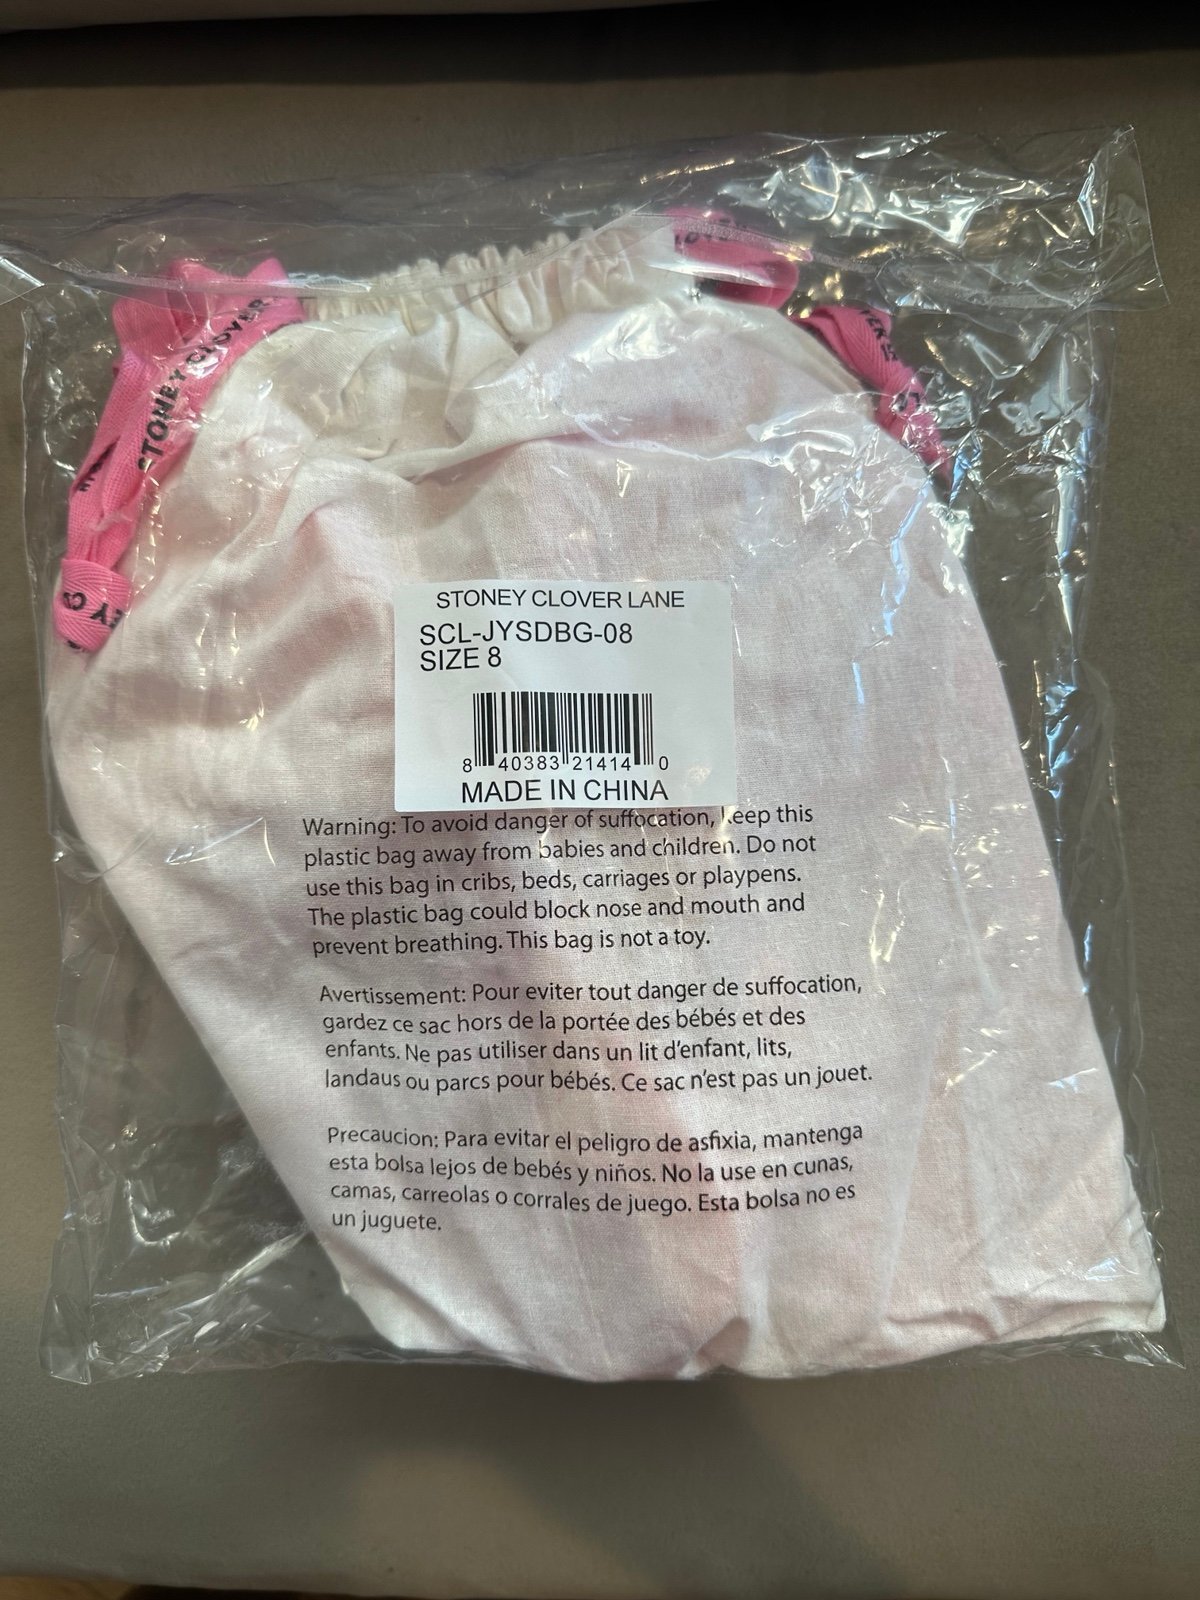 STONEY CLOVER
STONEY CLOVER LANE
SCL-JYSDBG-08
SIZE 8
8 40383 21414 0
MADE IN CHINA
Warning: To avoid danger of suffocation, keep this
plastic bag away from babies and children. Do not
use this bag in cribs, beds, carriages or playpens.
The plastic bag could block nose and mouth and
prevent breathing. This bag is not a toy.
Avertissement: Pour eviter tout danger de suffocation,
gardez ce sac hors de la portée des bébés et des
enfants. Ne pas utiliser dans un lit d'enfant, lits,
landaus ou parcs pour bébés. Ce sac n'est pas un jouet.
Precaucion: Para evitar el peligro de asfixia, mantenga
esta bolsa lejos de bebés y niños. No la use en cunas,
camas, carreolas o corrales de juego. Esta bolsa no es
un juguete.